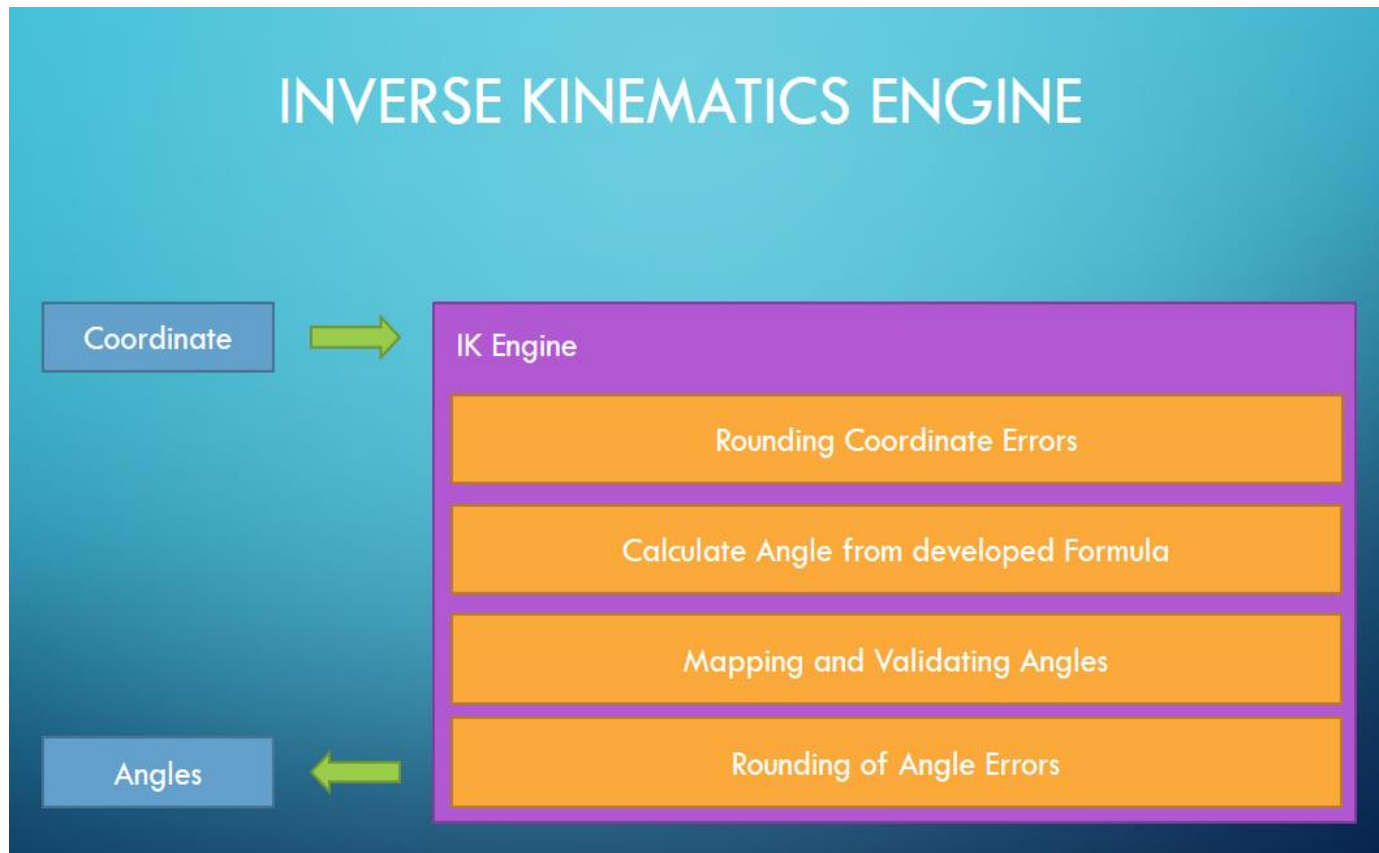 INVERSE KINEMATICS ENGINE
Coordinate
IK Engine
Rounding Coordinate Errors
Calculate Angle from developed Formula
Mapping and Validating Angles
Rounding of Angle Errors
Angles